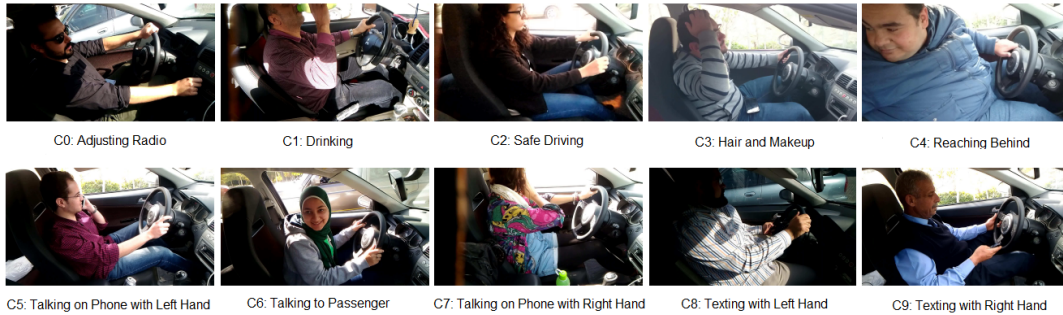 C0: Adjusting Radio
C1: Drinking
C2: Safe Driving
C3: Hair and Makeup
C4: Reaching Behind
C5: Talking on Phone with Left Hand
C6: Talking to Passenger
C7: Talking on Phone with Right Hand
C8: Texting with Left Hand
C9: Texting with Right Hand